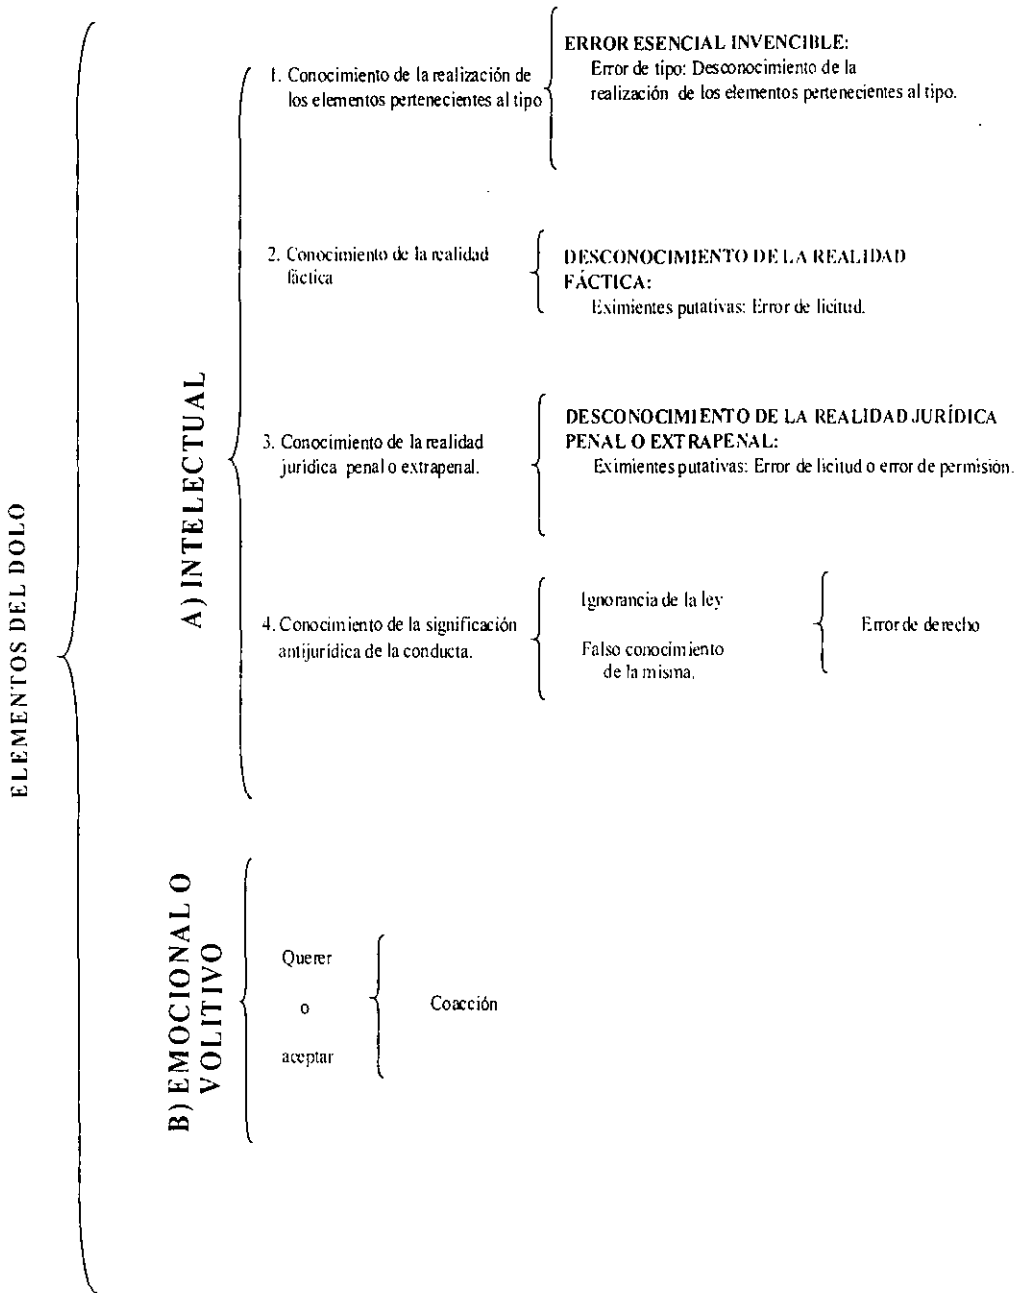 ELEMENTOS DEL DOLO
A) INTELECTUAL
1. Conocimiento de la realización de
los elementos pertenecientes al tipo
ERROR ESENCIAL INVENCIBLE:
Error de tipo: Desconocimiento de la
realización de los elementos pertenecientes al tipo.
2. Conocimiento de la realidad
fáctica
DESCONOCIMIENTO DE LA REALIDAD
FÁCTICA:
Eximientes putativas: Error de licitud.
3. Conocimiento de la realidad
jurídica penal o extrapenal.
DESCONOCIMIENTO DE LA REALIDAD JURÍDICA
PENAL O EXTRAPENAL:
Eximientes putativas: Error de licitud o error de permisión.
4. Conocimiento de la significación
antijurídica de la conducta.
Ignorancia de la ley
Falso conocimiento
de la misma.
Error de derecho
B) EMOCIONAL O
VOLITIVO
Querer
o
aceptar
Coacción